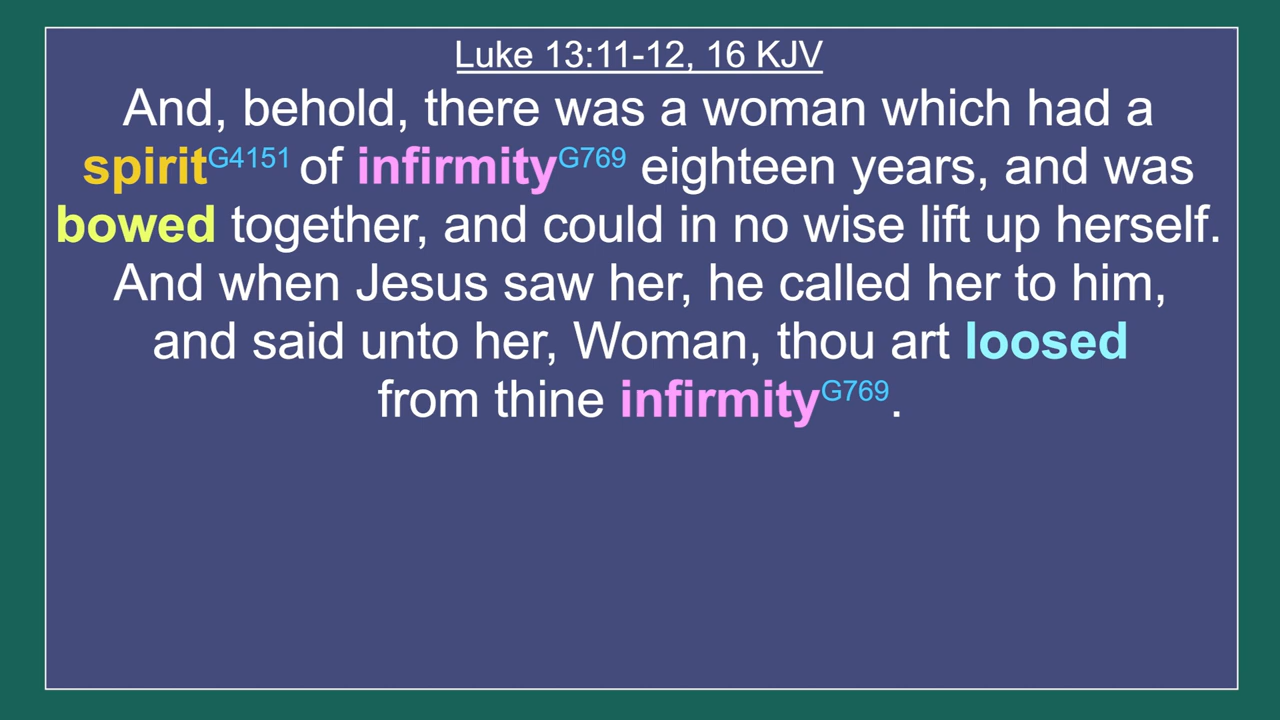 Luke 13:11-12, 16 KJV
And, behold, there was a woman which had a
spiritG4151 of infirmityG769 eighteen years, and was
bowed together, and could in no wise lift up herself.
And when Jesus saw her, he called her to him,
and said unto her, Woman, thou art loosed
from thine infirmityG769.